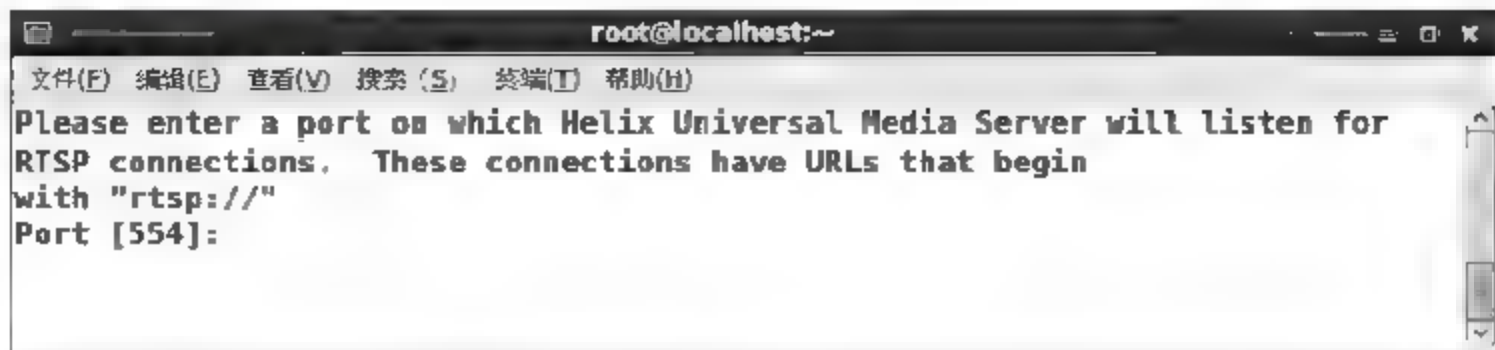 root@localhost:~
文件(F) 编辑(E) 查看(V) 搜索(S) 终端(T) 帮助(H)
Please enter a port on which Helix Universal Media Server will listen for
RTSP connections.  These connections have URLs that begin
with "rtsp://"
Port [554]: